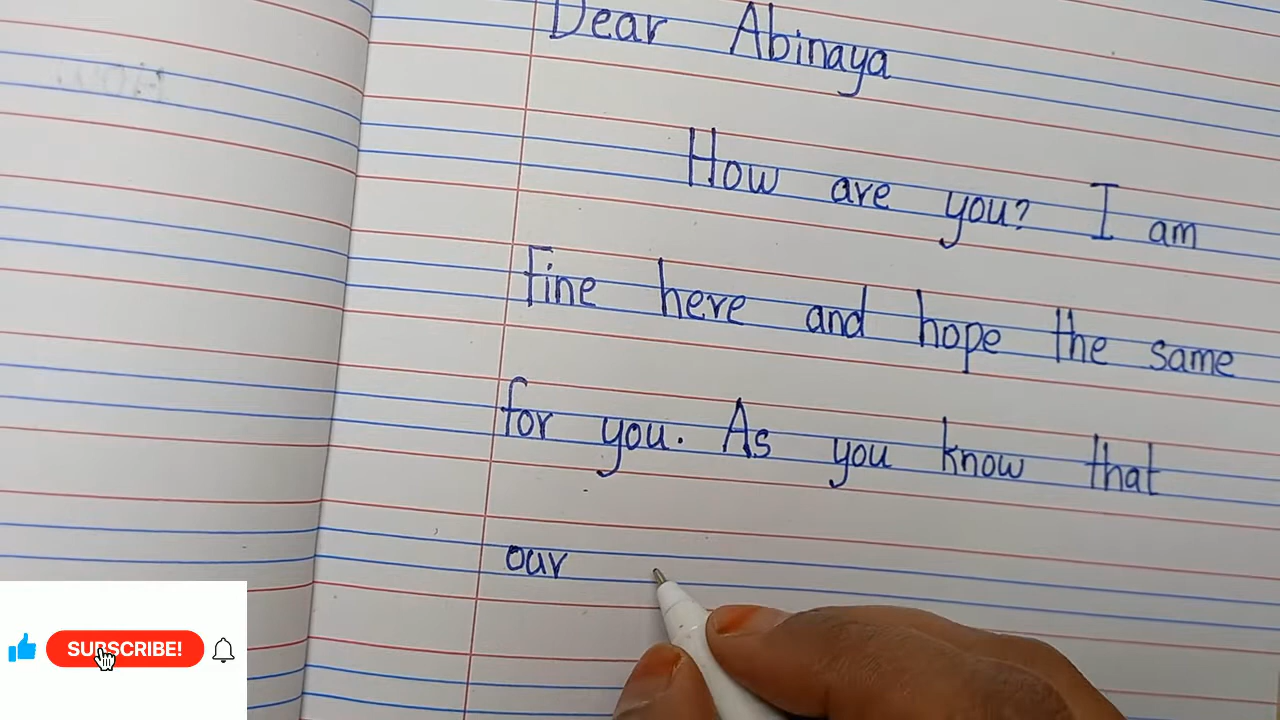 Dear Abinaya
How are you? I am
Fine here and hope the same
for you. As you know that
our
SUBSCRIBE!